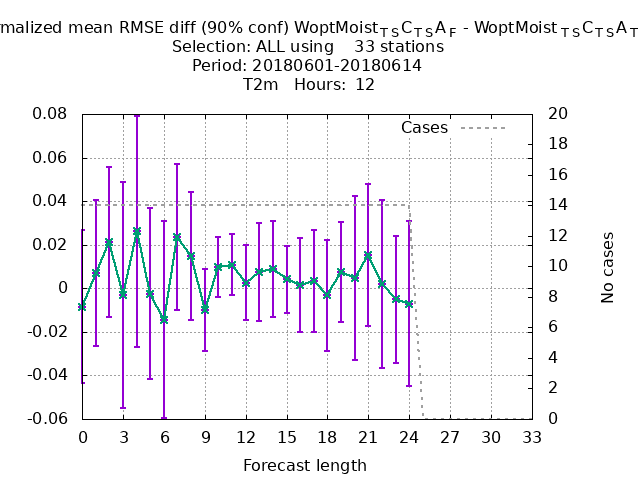 rmalized mean RMSE diff (90% conf) WoptMoist_TSC_TSA_F - WoptMoist_TSC_TSA_T
Selection: ALL using 33 stations
Period: 20180601-20180614
T2m Hours: 12
Cases
0.08
0.06
0.04
0.02
0
-0.02
-0.04
-0.06
20
18
16
14
12
10
8
6
4
2
0
No cases
0 3 6 9 12 15 18 21 24 27 30 33
Forecast length